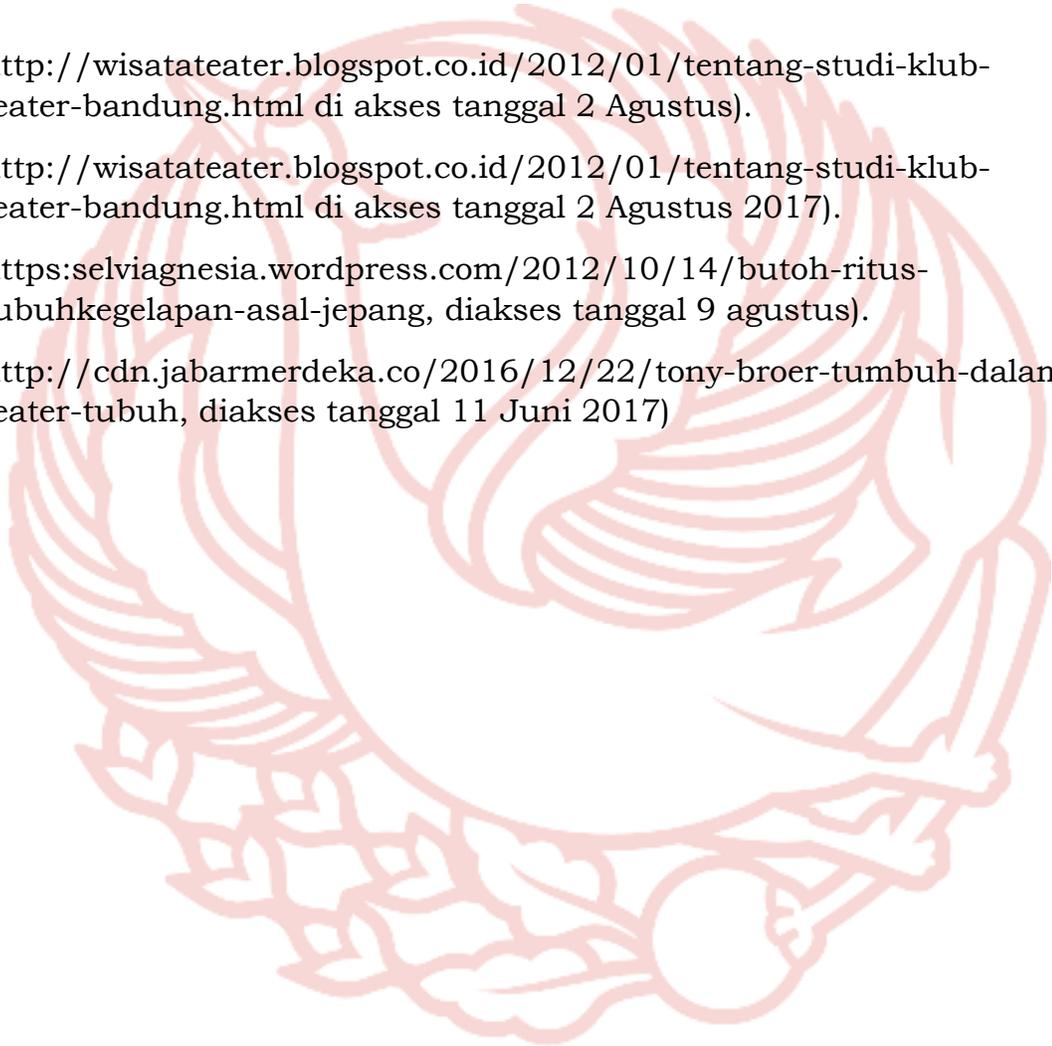 ttp://wisatateater.blogspot.co.id/2012/01/tentang-studi-klub-
eater-bandung.html di akses tanggal 2 Agustus).
ttp://wisatateater.blogspot.co.id/2012/01/tentang-studi-klub-
eater-bandung.html di akses tanggal 2 Agustus 2017).
ttps:selviagnesia.wordpress.com/2012/10/14/butoh-ritus-
ubuhkegelapan-asal-jepang, diakses tanggal 9 agustus).
ttp://cdn.jabarmerdeka.co/2016/12/22/tony-broer-tumbuh-dalam
eater-tubuh, diakses tanggal 11 Juni 2017)